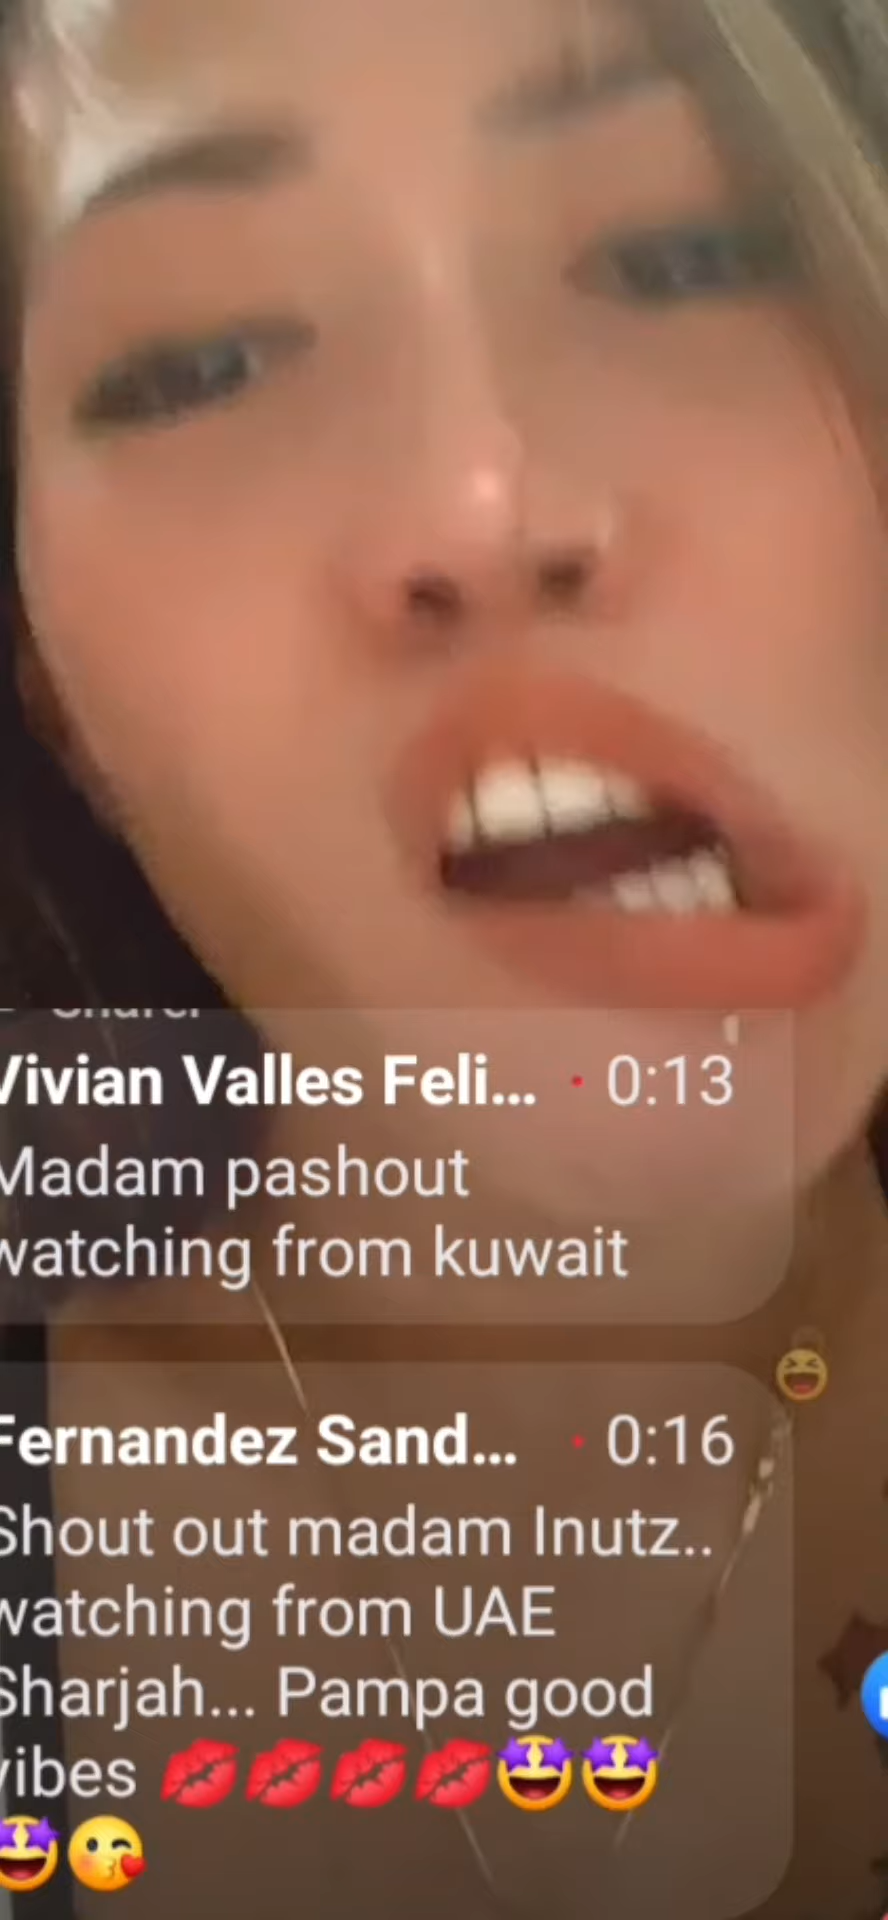 Vivian Valles Feli... · 0:13
Madam pashout
watching from kuwait
Fernandez Sand... · 0:16
Shout out madam Inutz..
watching from UAE
Sharjah... Pampa good
vibes 💋💋💋💋🤩🤩
🤩😘